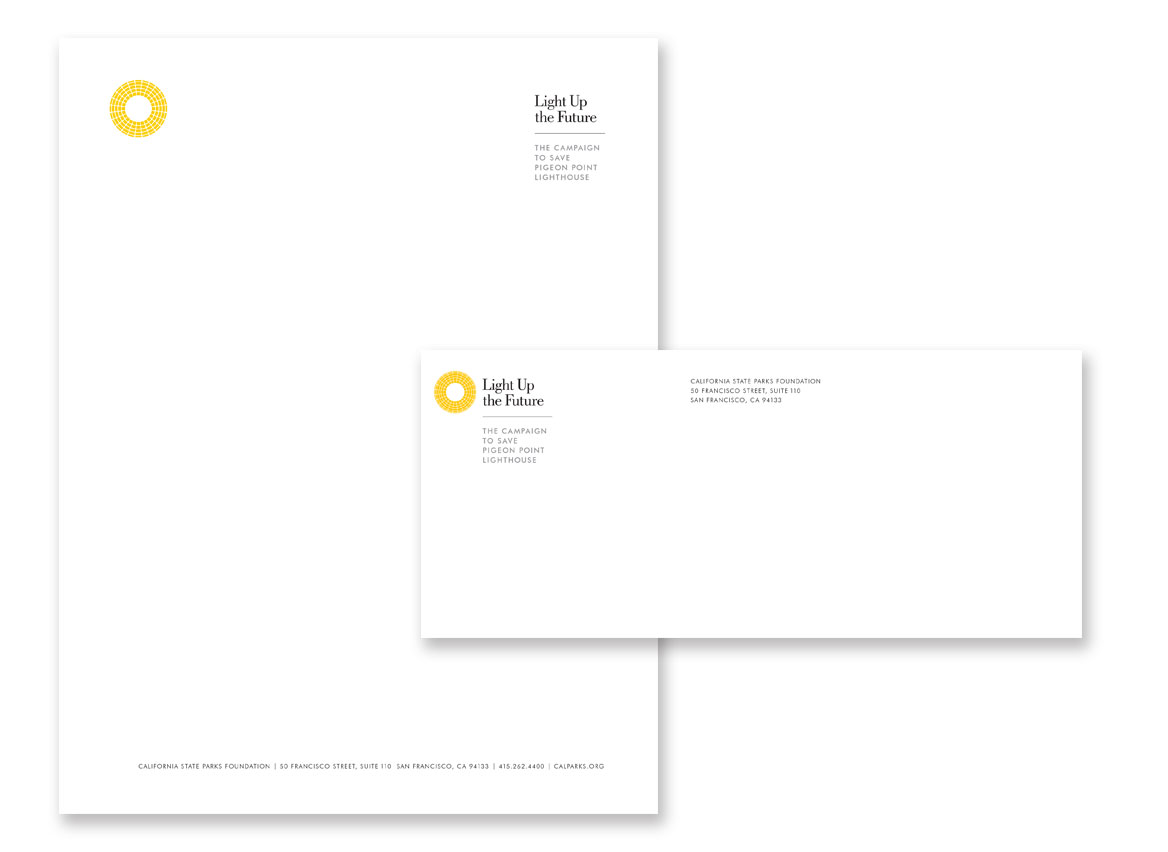 Light Up
the Future
THE CAMPAIGN
TO SAVE
PIGEON POINT
LIGHTHOUSE
Light Up
the Future
THE CAMPAIGN
TO SAVE
PIGEON POINT
LIGHTHOUSE
CALIFORNIA STATE PARKS FOUNDATION
50 FRANCISCO STREET, SUITE 110
SAN FRANCISCO, CA 94133
CALIFORNIA STATE PARKS FOUNDATION | 50 FRANCISCO STREET, SUITE 110 SAN FRANCISCO, CA 94133 | 415.262.4400 | CALPARKS.ORG